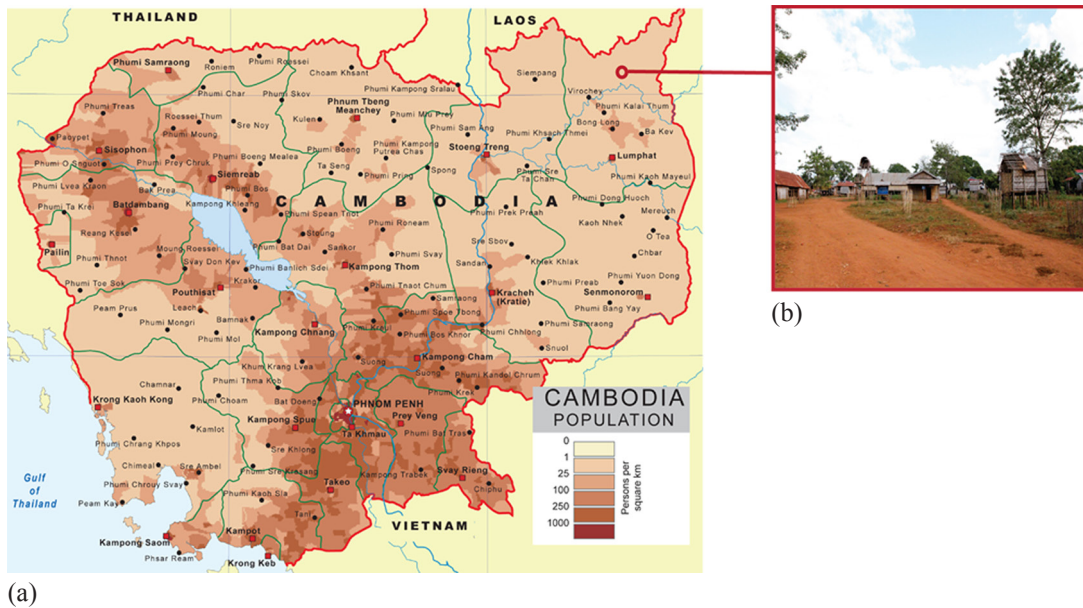 THAILAND
LAOS
Phumi Samraong
Roniem
Phumi Roessei
Choam Khsant
Siempang
Phumi Char
Phumi Skov
Phumi Kampong Sralau
Virochey
Phumi Treas
Phnum Tbeng
Meanchey
Phumi Kalai Thum
Roessei Thum
Sre Noy
Kulen
Phumi Mlu Prey
Bong Long
Phumi Moung
Phumi Sam Ang
Phumi Khsach Thmei
Ba Kev
Sisophon
Phumi Boeng
Phumi Kampong
Putrea Chas
Stoeng Treng
Phumi Prey Chruk
Phumi Boeng Mealea
Lumphat
Phumi O Seguot
Ta Seng
Spong
Phumi Sre
Ta Chan
Siemreab
Phumi Pring
Phumi Kaoh Mayeul
Phumi Lvea Kraon
Bak Prea
Phumi Bos
Batdambang
Kampong Khleang
CAMBODIA
Phumi Dong Huoch
Phumi Ta Krei
Phumi Spean Triot
Phumi Prek Preah
Kaoh Nhek
Mereuch
Reang Kesei
Stoung
Phumi Roneam
O Tea
Pailin
Moung Roessei
Phumi Bat Dai
Sankor
Sre Sbov
Phumi Thnot
Svay Don Kev
Phumi Banlich Sdei
Phumi Svay
Khlek Khlak
Chbar
Kampong Thom
Sandan
Phumi Toe Sok
Krakor
Phumi Tnaot Chum
Phumi Preab
Phumi Yuon Dong
Pouthisat
Kracheh
(Kratie)
Senmonorom
Peam Prus
Leach
Samraong
Phumi Bang Yay
Phumi Mongri
Bamnak
Phumi Spoe Tbong
Phumi Samraong
Kampong Chnang
Phumi Kreul
Phumi Chhlong
Phumi Mol
Phumi Bos Khnor
Snuol
Khum Krang Lvea
Suong
Kampong Cham
Suong
Phumi Kandol Chrum
Chamnar
Phumi Thma Kob
Phumi Krek
Phumi Choam
Bat Doeng
Krong Kaoh Kong
PHNOM PENH
Kampong Spue
Prey Veng
Kamlot
Ta Khmau
Phumi Bat Tras
Phumi Chrang Khpos
Sre Khlong
Chimeal
Sre Ambel
Phumi Sre Kresang
Kampong Trabek
Svay Rieng
Gulf
of
Thailand
Phumi Chrouy Svay
Takeo
Chiphu
Peam Kay
Phumi Kaoh Sla
Tani
VIETNAM
Kampong Saom
Kampot
Phsar Ream
Krong Keb
CAMBODIA
POPULATION
0
1
25
100
250
1000
Persons per
square km
(a)
(b)